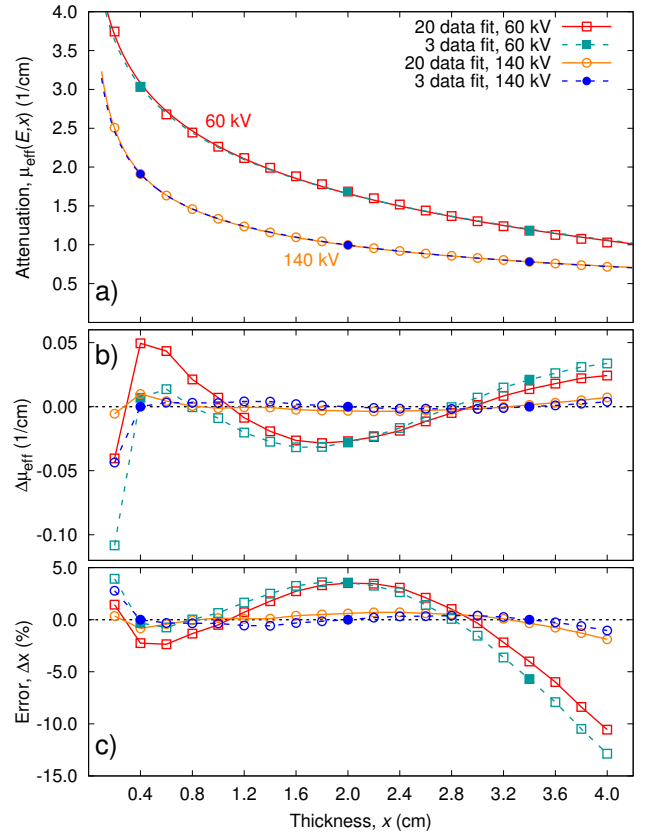 4.0
3.5
3.0
2.5
2.0
1.5
1.0
0.5
Attenuation, μeff(E,x) (1/cm)
20 data fit, 60 kV
3 data fit, 60 kV
20 data fit, 140 kV
3 data fit, 140 kV
60 kV
140 kV
a)
0.05
0.00
-0.05
-0.10
Δμeff (1/cm)
b)
5.0
0.0
-5.0
-10.0
-15.0
Error, Δx (%)
c)
0.4 0.8 1.2 1.6 2.0 2.4 2.8 3.2 3.6 4.0
Thickness, x (cm)